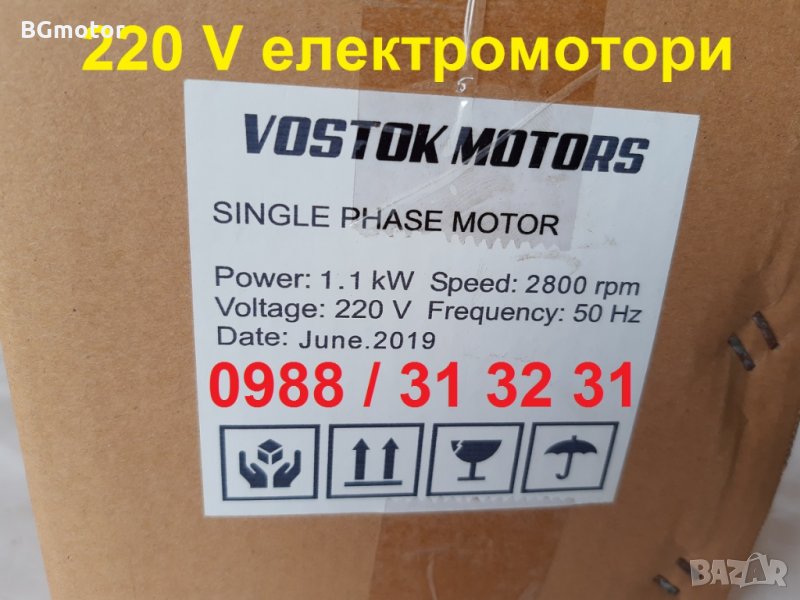 BGmotor
220 V електромотори
VOSTOK MOTORS
SINGLE PHASE MOTOR
Power: 1.1 kW Speed: 2800 rpm
Voltage: 220 V Frequency: 50 Hz
Date: June.2019
0988 / 31 32 31
BAZAR